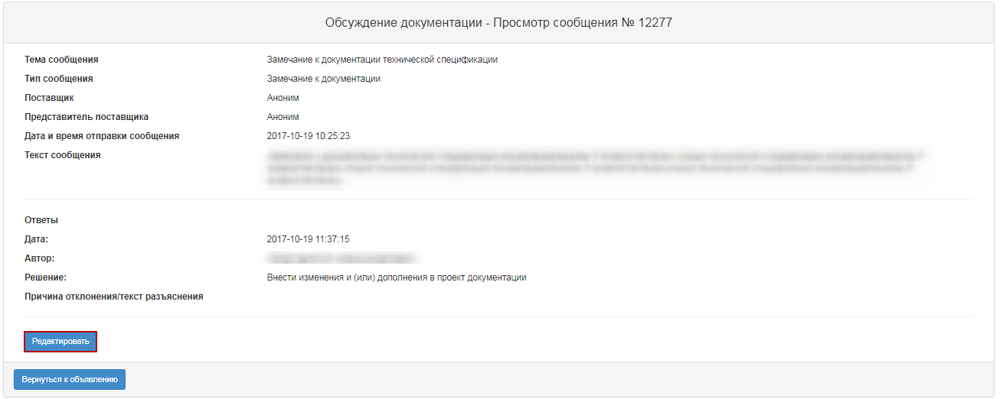 Обсуждение документации - Просмотр сообщения № 12277
Тема сообщения Замечание к документации технической спецификации
Тип сообщения Замечание к документации
Поставщик Аноним
Представитель поставщика Аноним
Дата и время отправки сообщения 2017-10-19 10:25:23
Текст сообщения
Ответы
Дата: 2017-10-19 11:37:15
Автор:
Решение: Внести изменения и (или) дополнения в проект документации
Причина отклонения/текст разъяснения
Редактировать
Вернуться к объявлению